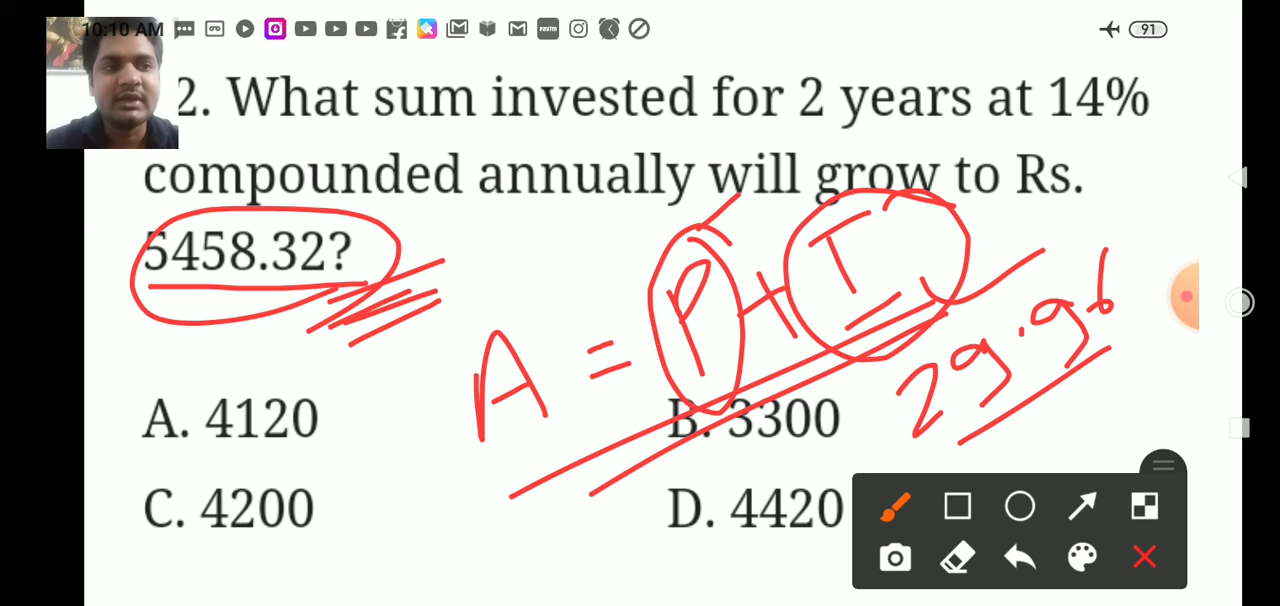 10:10 AM
91
2. What sum invested for 2 years at 14%
compounded annually will grow to Rs.
5458.32?
A = P + I
29.96
A. 4120 B. 3300
C. 4200 D. 4420